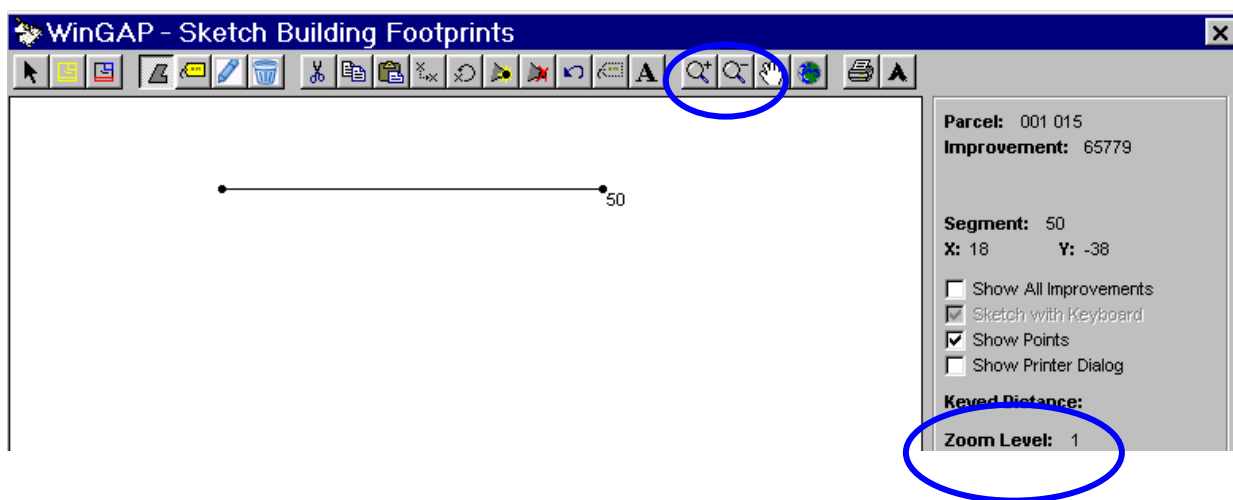 WinGAP - Sketch Building Footprints
A
Parcel: 001 015
Improvement: 65779
50
Segment: 50
X: 18 Y: -38
Show All Improvements
Sketch with Keyboard
Show Points
Show Printer Dialog
Keyed Distance:
Zoom Level: 1